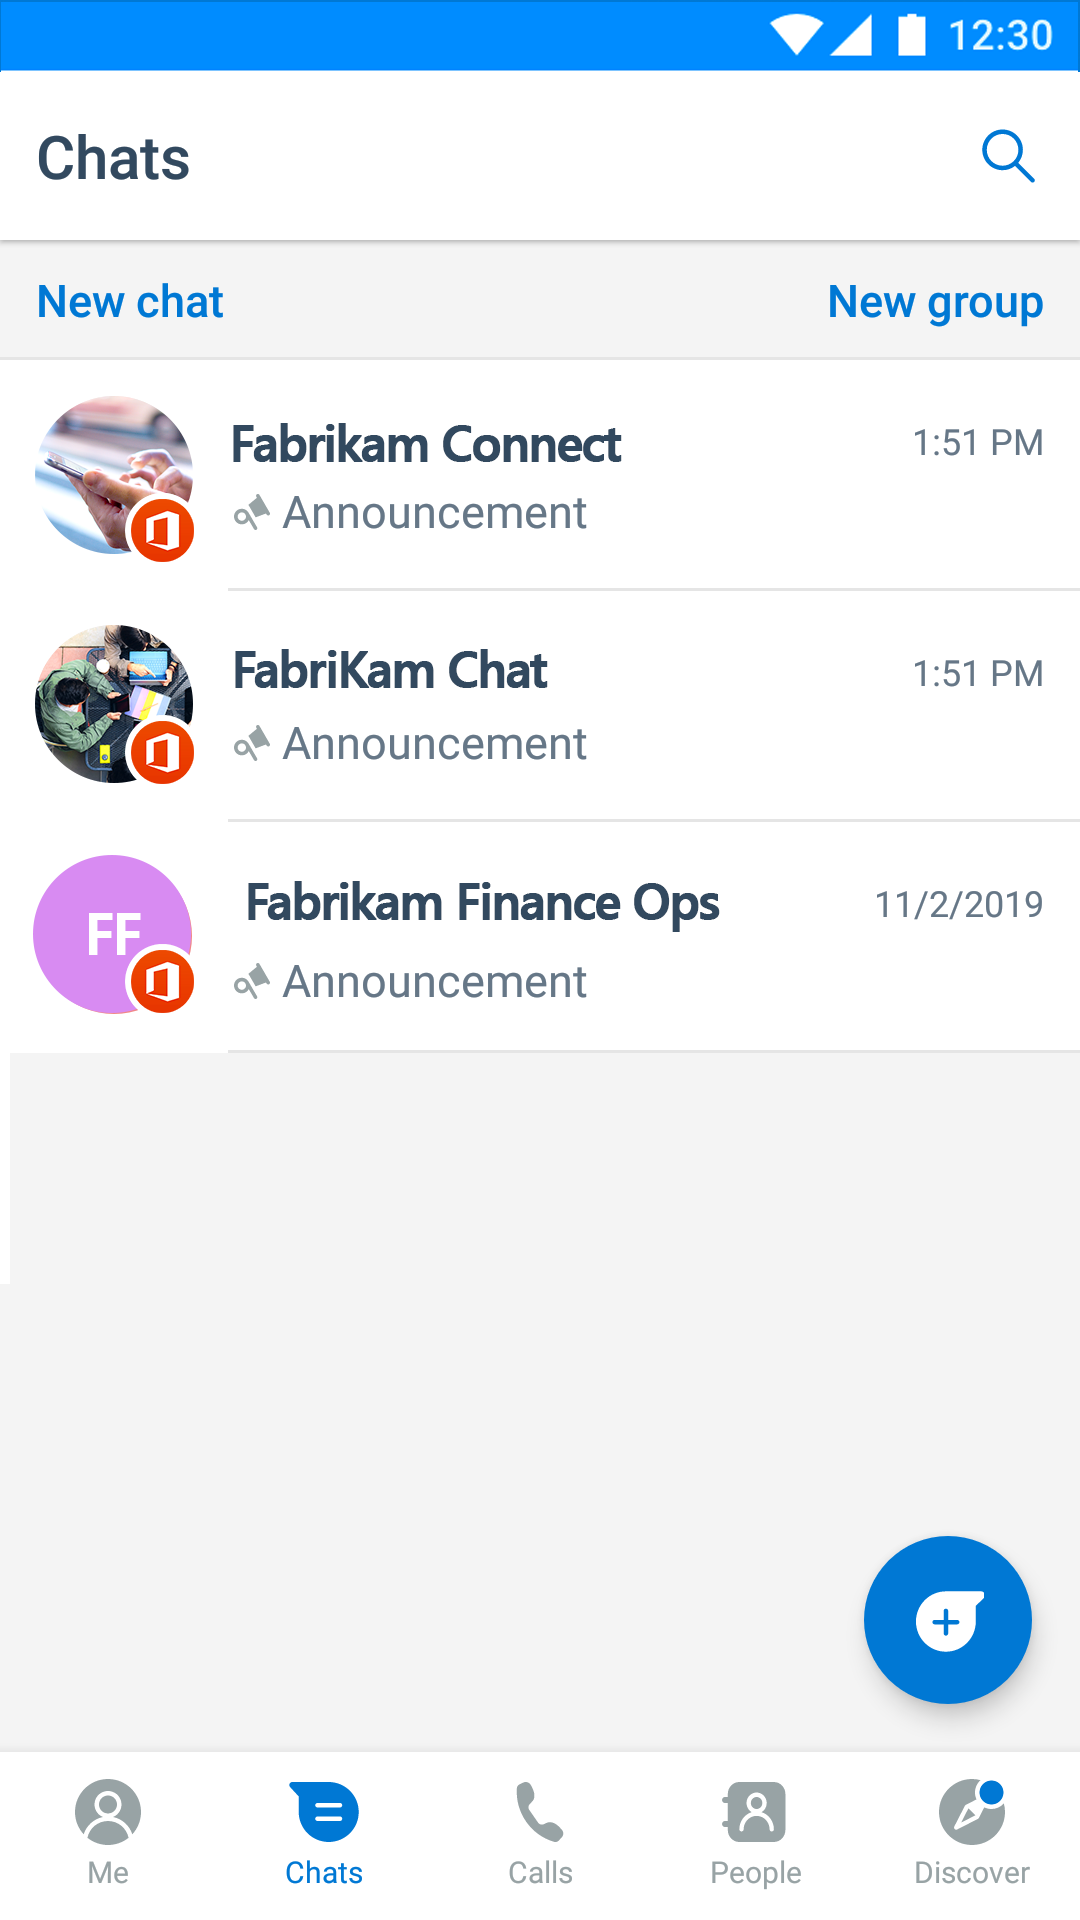 12:30
Chats
New chat New group
Fabrikam Connect 1:51 PM
Announcement
FabriKam Chat 1:51 PM
Announcement
FF Fabrikam Finance Ops 11/2/2019
Announcement
Me Chats Calls People Discover